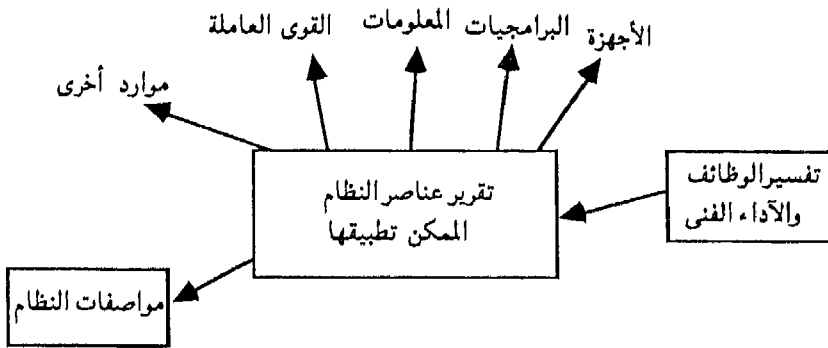 الأجهزة
البرامجيات
المعلومات
القوى العاملة
موارد أخرى
تفسير الوظائف
والآداء الفنى
تقرير عناصر النظام
الممكن تطبيقها
مواصفات النظام